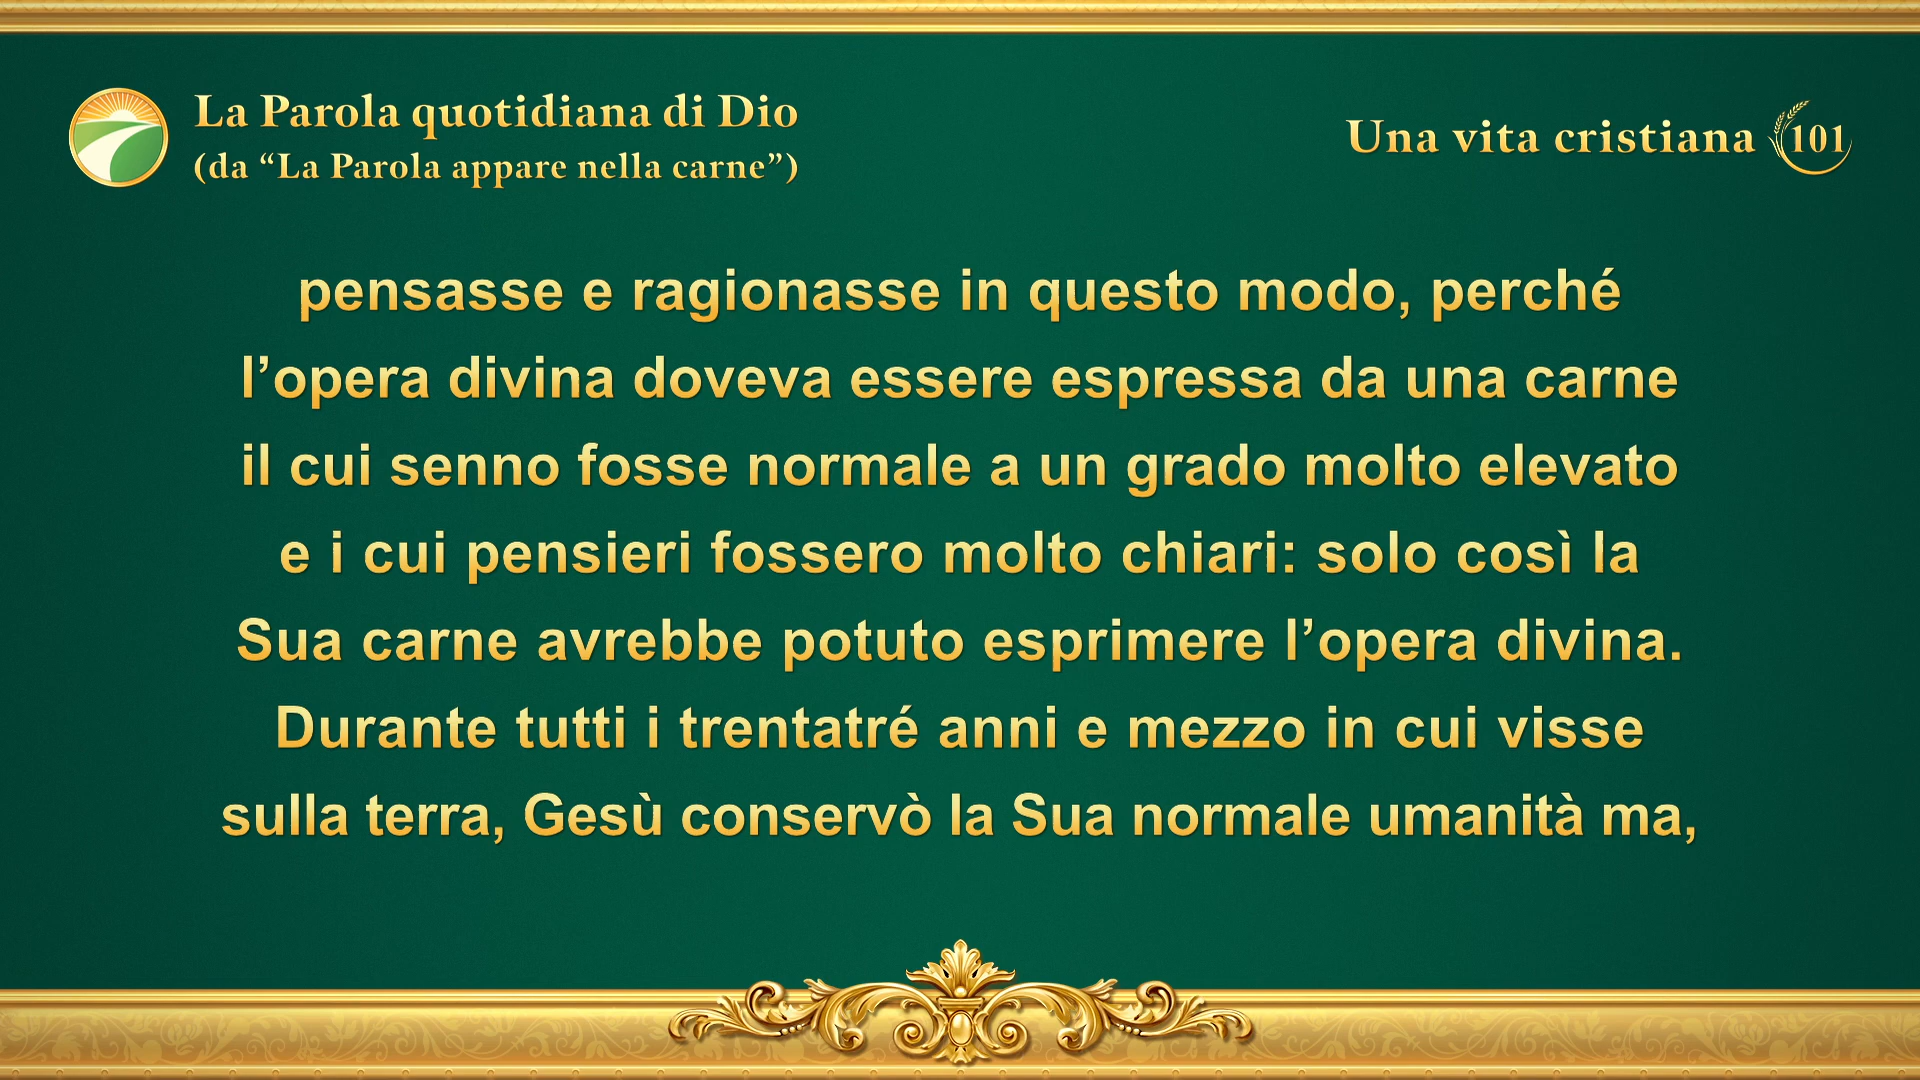 La Parola quotidiana di Dio
(da “La Parola appare nella carne”)
Una vita cristiana 101
pensasse e ragionasse in questo modo, perché
l’opera divina doveva essere espressa da una carne
il cui senno fosse normale a un grado molto elevato
e i cui pensieri fossero molto chiari: solo così la
Sua carne avrebbe potuto esprimere l’opera divina.
Durante tutti i trentatré anni e mezzo in cui visse
sulla terra, Gesù conservò la Sua normale umanità ma,